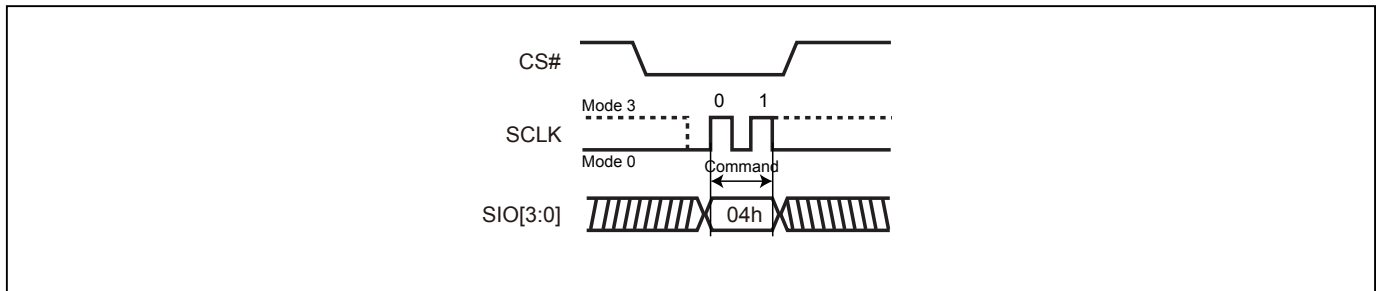 CS#
Mode 3
0 1
SCLK
Mode 0
Command
SIO[3:0]
04h